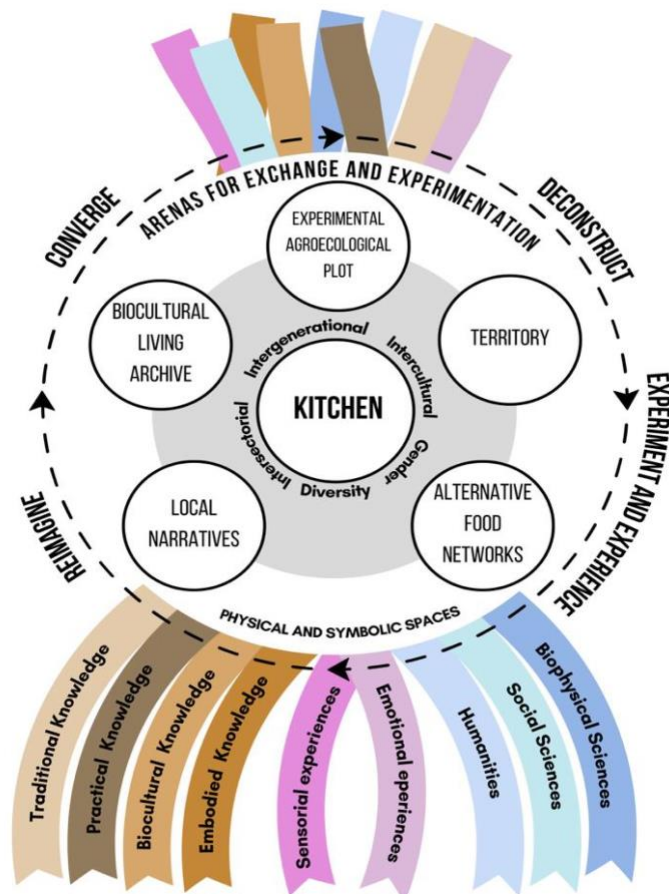 CONVERGE
DECONSTRUCT
ARENAS FOR EXCHANGE AND EXPERIMENTATION
EXPERIMENTAL
AGROECOLOGICAL
PLOT
BIOCULTURAL
LIVING
ARCHIVE
TERRITORY
Intergenerational
Intercultural
KITCHEN
Intersectorial
Diversity
Gender
LOCAL
NARRATIVES
ALTERNATIVE
FOOD
NETWORKS
REIMAGINE
EXPERIMENT AND EXPERIENCE
PHYSICAL AND SYMBOLIC SPACES
Traditional Knowledge
Practical Knowledge
Biocultural Knowledge
Embodied Knowledge
Sensorial experiences
Emotional eperiences
Humanities
Social Sciences
Biophysical Sciences